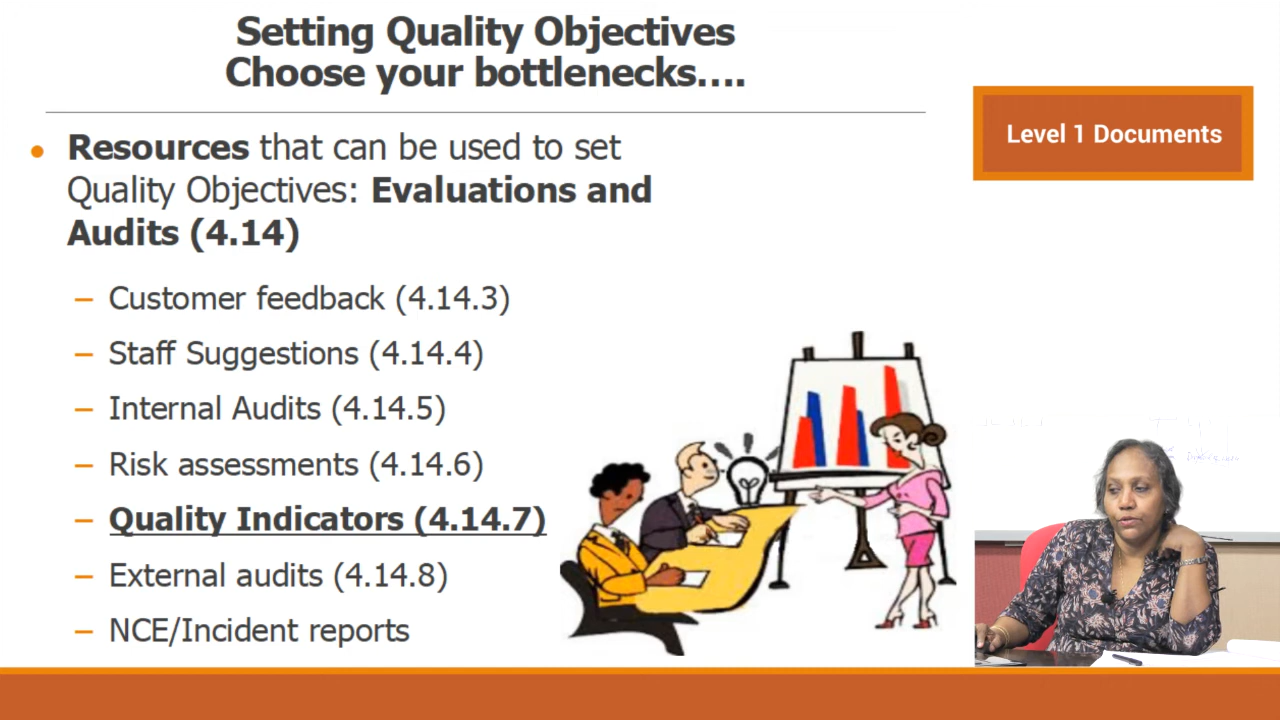 Setting Quality Objectives
Choose your bottlenecks....
Level 1 Documents
• Resources that can be used to set
Quality Objectives: Evaluations and
Audits (4.14)
– Customer feedback (4.14.3)
– Staff Suggestions (4.14.4)
– Internal Audits (4.14.5)
– Risk assessments (4.14.6)
– Quality Indicators (4.14.7)
– External audits (4.14.8)
– NCE/Incident reports